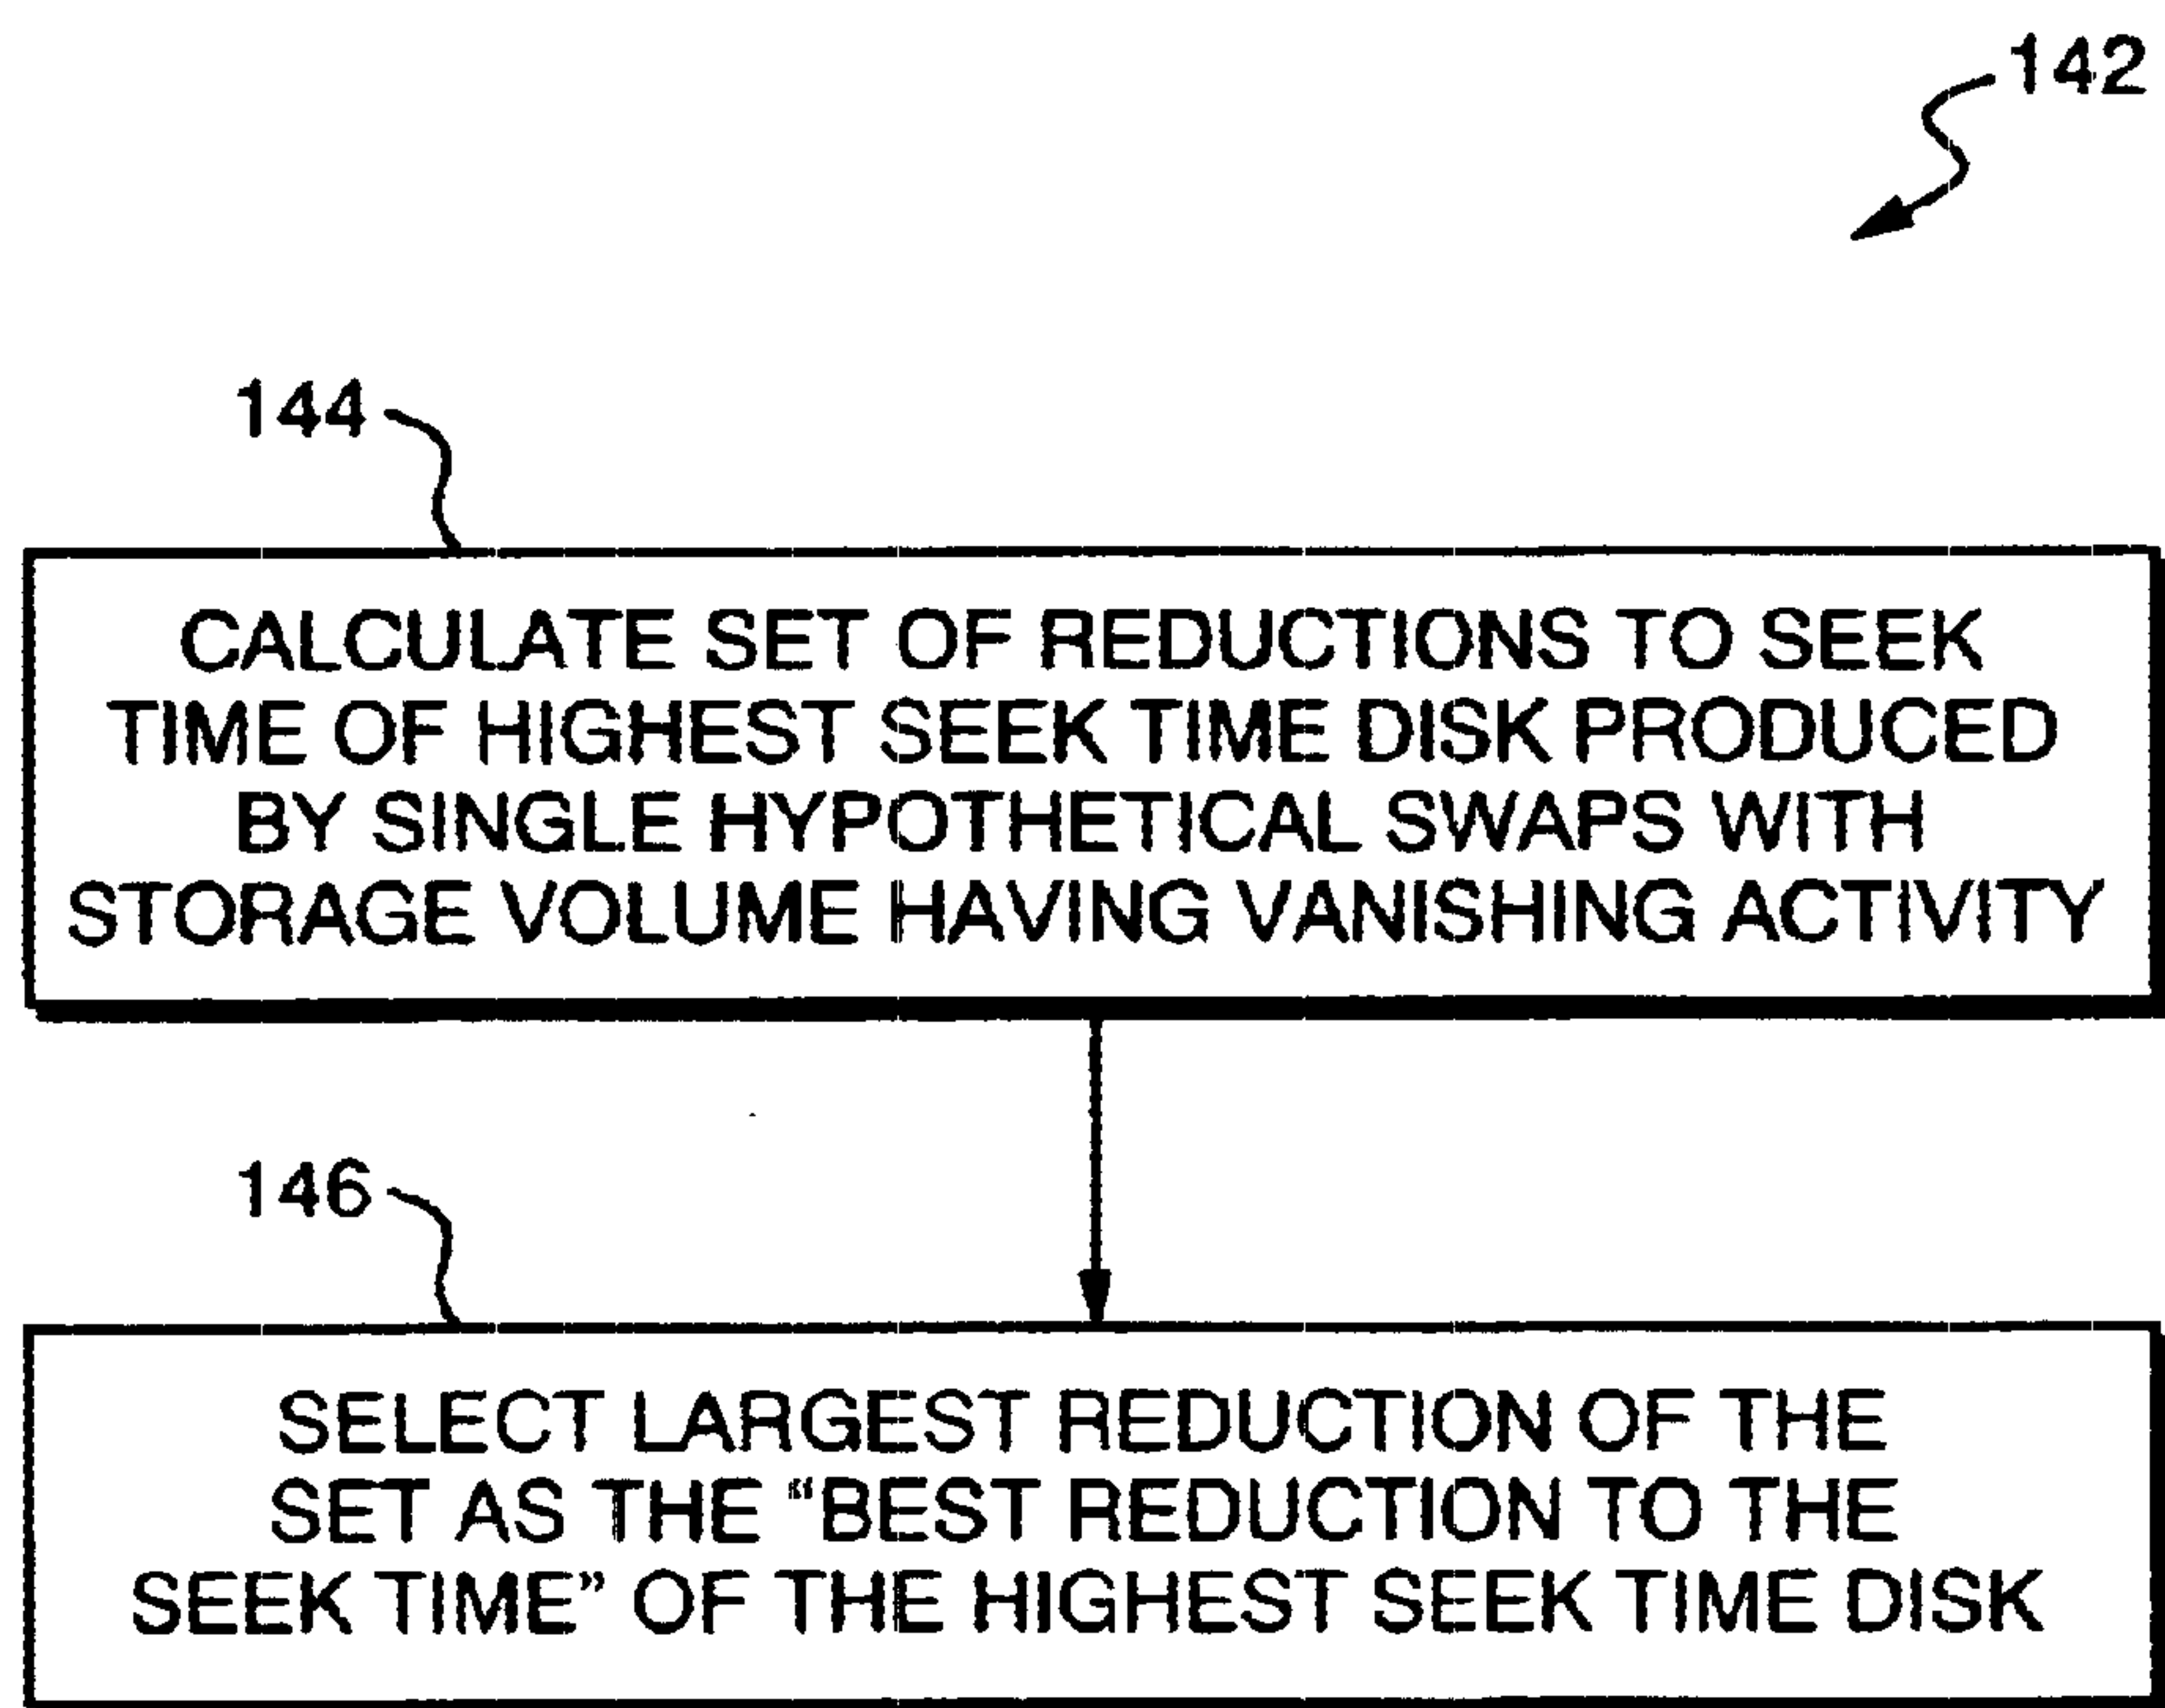 142
144
CALCULATE SET OF REDUCTIONS TO SEEK
TIME OF HIGHEST SEEK TIME DISK PRODUCED
BY SINGLE HYPOTHETICAL SWAPS WITH
STORAGE VOLUME HAVING VANISHING ACTIVITY
146
SELECT LARGEST REDUCTION OF THE
SET AS THE “BEST REDUCTION TO THE
SEEK TIME” OF THE HIGHEST SEEK TIME DISK